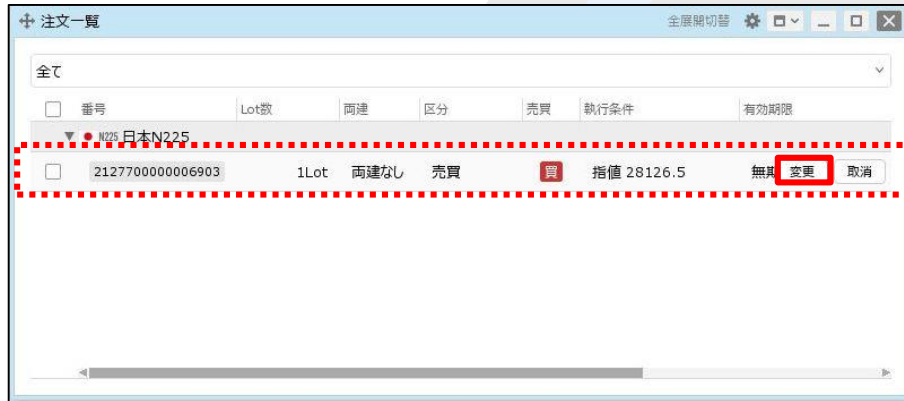 注文一覧 全展開切替
全て
番号 Lot数 両建 区分 売買 執行条件 有効期限
N225 日本N225
2127700000006903 1Lot 両建なし 売買 買 指値 28126.5 無期 変更 取消